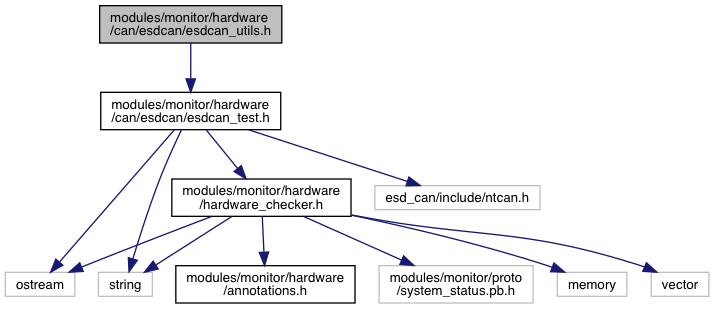 modules/monitor/hardware
/can/esdcan/esdcan_utils.h
modules/monitor/hardware
/can/esdcan/esdcan_test.h
modules/monitor/hardware
/hardware_checker.h
esd_can/include/ntcan.h
ostream
string
modules/monitor/hardware
/annotations.h
modules/monitor/proto
/system_status.pb.h
memory
vector